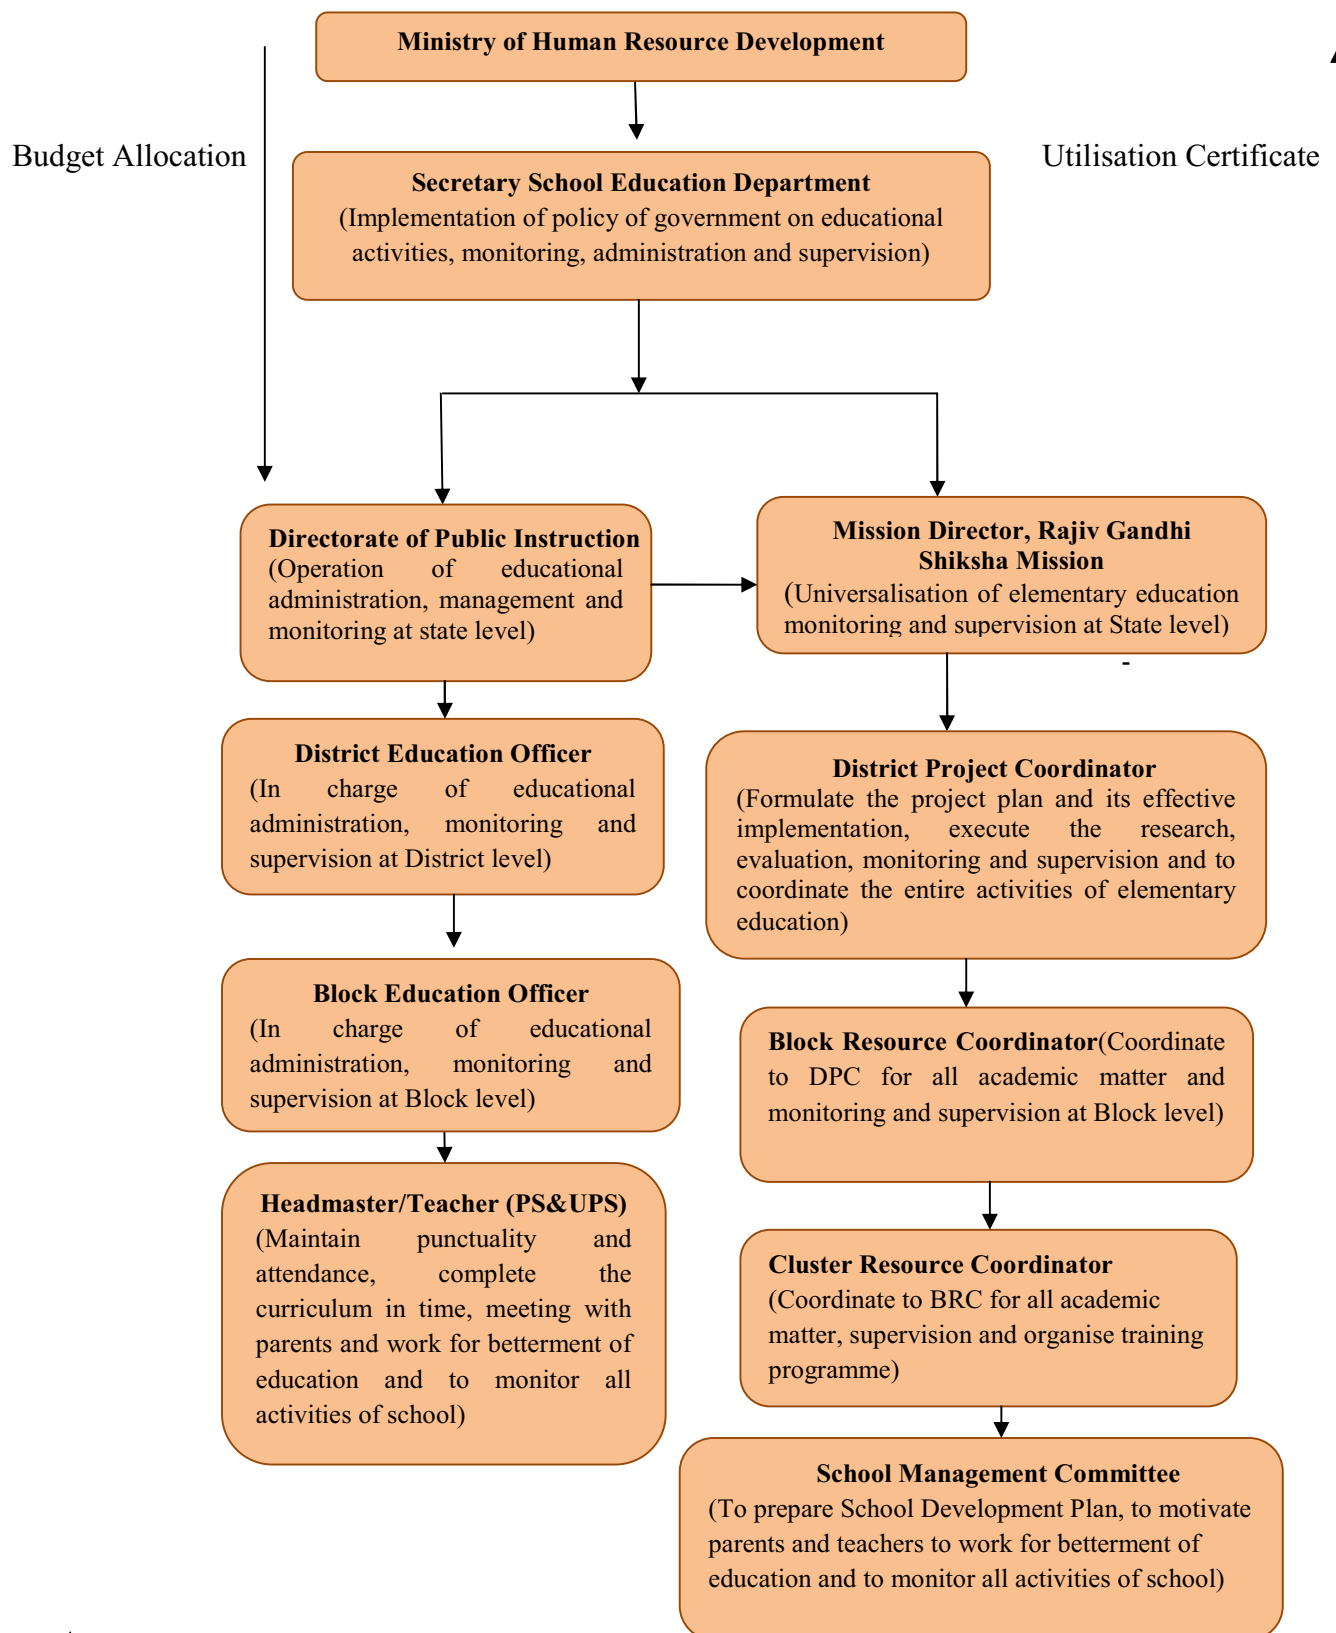 Ministry of Human Resource Development
Budget Allocation
Utilisation Certificate
Secretary School Education Department
(Implementation of policy of government on educational
activities, monitoring, administration and supervision)
Directorate of Public Instruction
(Operation of educational
administration, management and
monitoring at state level)
Mission Director, Rajiv Gandhi
Shiksha Mission
(Universalisation of elementary education
monitoring and supervision at State level)
-
District Education Officer
(In charge of educational
administration, monitoring and
supervision at District level)
District Project Coordinator
(Formulate the project plan and its effective
implementation, execute the research,
evaluation, monitoring and supervision and to
coordinate the entire activities of elementary
education)
Block Education Officer
(In charge of educational
administration, monitoring and
supervision at Block level)
Block Resource Coordinator(Coordinate
to DPC for all academic matter and
monitoring and supervision at Block level)
Headmaster/Teacher (PS&UPS)
(Maintain punctuality and
attendance, complete the
curriculum in time, meeting with
parents and work for betterment of
education and to monitor all
activities of school)
Cluster Resource Coordinator
(Coordinate to BRC for all academic
matter, supervision and organise training
programme)
School Management Committee
(To prepare School Development Plan, to motivate
parents and teachers to work for betterment of
education and to monitor all activities of school)